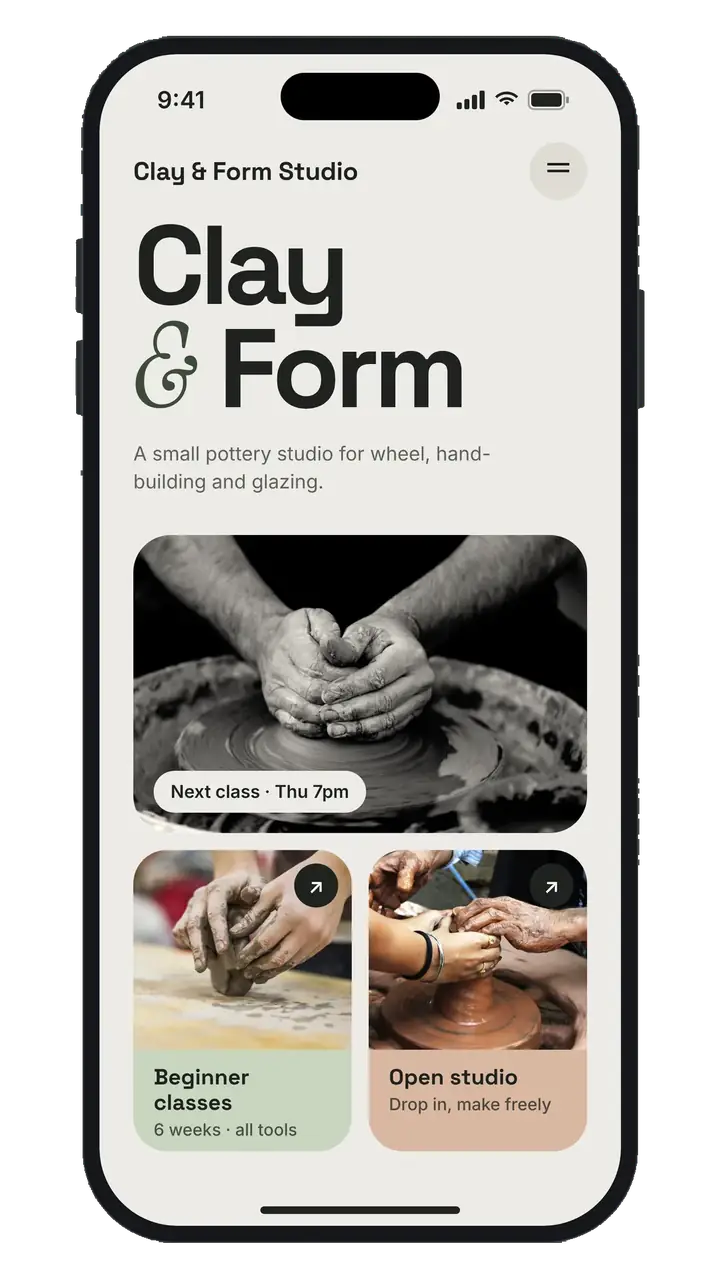 9:41
Clay & Form Studio
Clay
& Form
A small pottery studio for wheel, hand-
building and glazing.
Next class · Thu 7pm
Beginner
classes
6 weeks · all tools
Open studio
Drop in, make freely